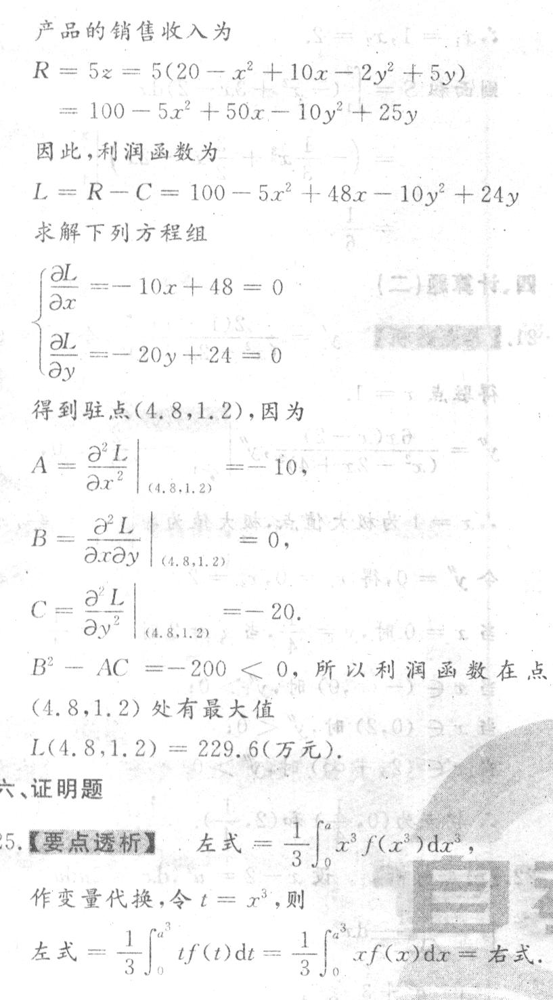 产品的销售收入为
R = 5z = 5(20 − x² + 10x − 2y² + 5y)
= 100 − 5x² + 50x − 10y² + 25y
因此,利润函数为
L = R − C = 100 − 5x² + 48x − 10y² + 24y
求解下列方程组
∂L/∂x = − 10x + 48 = 0
∂L/∂y = − 20y + 24 = 0
得到驻点(4.8,1.2),因为
A = ∂²L/∂x² |(4.8,1.2) = − 10,
B = ∂²L/∂x∂y |(4.8,1.2) = 0,
C = ∂²L/∂y² |(4.8,1.2) = − 20.
B² − AC = − 200 < 0, 所以利润函数在点
(4.8,1.2) 处有最大值
L(4.8,1.2) = 229.6(万元).
六、证明题
25.【要点透析】 左式 = 1/3 ∫₀ᵃ x³ f(x³)dx³,
作变量代换,令 t = x³,则
左式 = 1/3 ∫₀^(a³) tf(t)dt = 1/3 ∫₀^(a³) xf(x)dx = 右式.